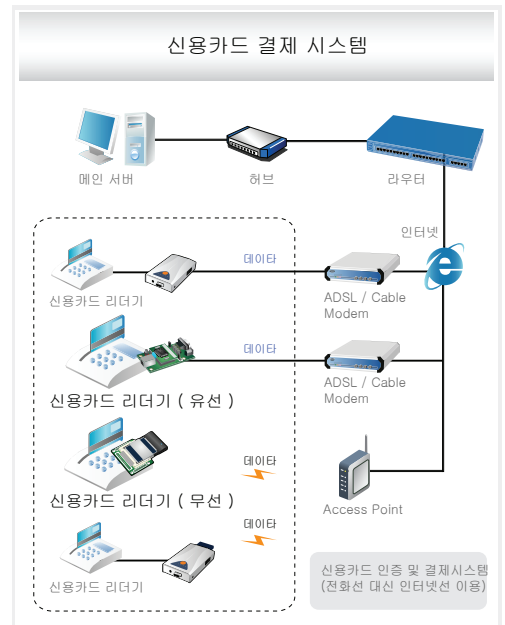 신용카드 결제 시스템
메인 서버
허브
라우터
인터넷
데이타
신용카드 리더기
ADSL / Cable
Modem
데이타
신용카드 리더기 ( 유선 )
ADSL / Cable
Modem
데이타
신용카드 리더기 ( 무선 )
Access Point
데이타
신용카드 리더기
신용카드 인증 및 결제시스템
(전화선 대신 인터넷선 이용)